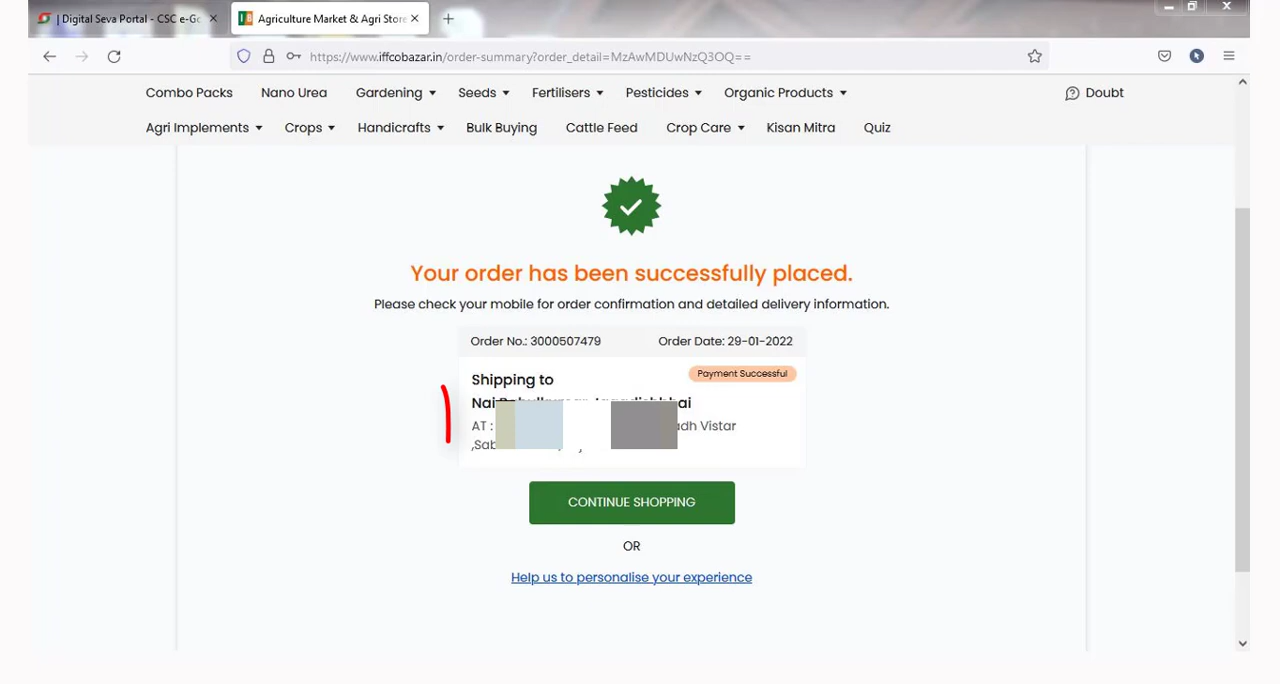 | Digital Seva Portal - CSC e-Go
Agriculture Market & Agri Store
https://www.iffcobazar.in/order-summary?order_detail=MzAwMDUwNzQ3OQ==
Combo Packs Nano Urea Gardening Seeds Fertilisers Pesticides Organic Products Doubt
Agri Implements Crops Handicrafts Bulk Buying Cattle Feed Crop Care Kisan Mitra Quiz
Your order has been successfully placed.
Please check your mobile for order confirmation and detailed delivery information.
Order No.: 3000507479 Order Date: 29-01-2022
Shipping to Payment Successful
Nai
AT : Vistar
CONTINUE SHOPPING
OR
Help us to personalise your experience